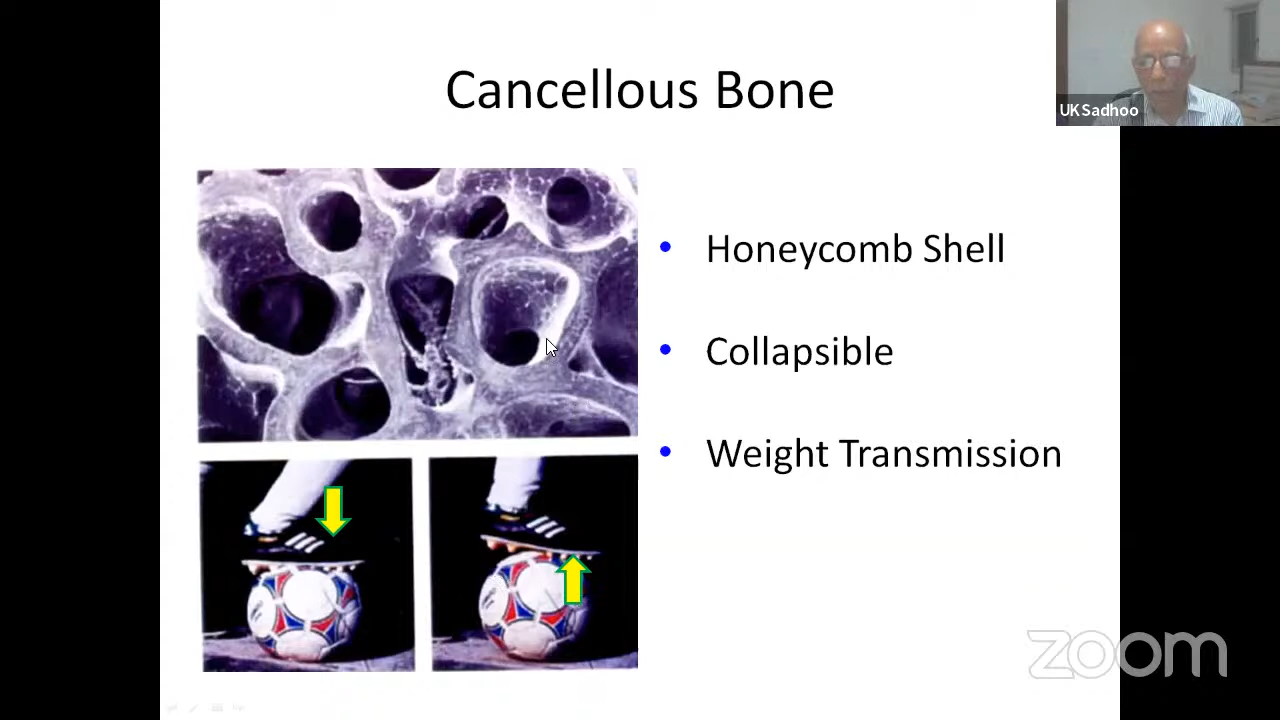 Cancellous Bone
UKSadhoo
Honeycomb Shell
Collapsible
Weight Transmission
zoom